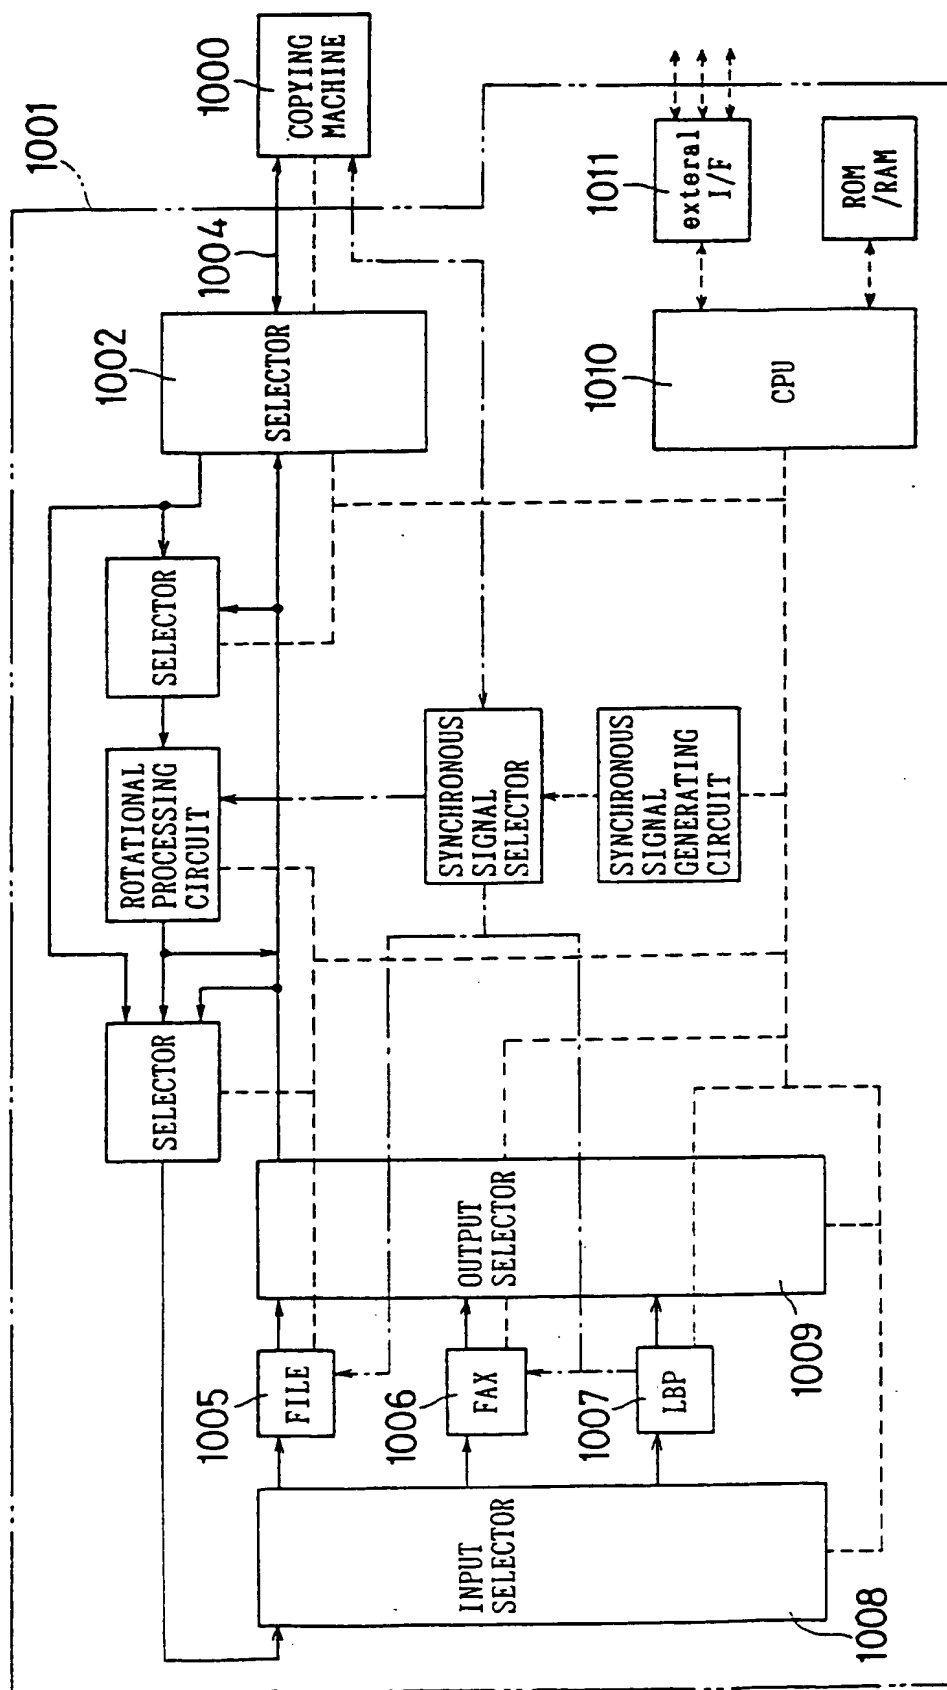 1001
1000
COPYING
MACHINE
1004
1002
SELECTOR
1011
exteral
I/F
ROM
/RAM
1010
CPU
SELECTOR
ROTATIONAL
PROCESSING
CIRCUIT
SYNCHRONOUS
SIGNAL
SELECTOR
SYNCHRONOUS
SIGNAL
GENERATING
CIRCUIT
SELECTOR
OUTPUT
SELECTOR
1009
1005
FILE
1006
FAX
1007
LBP
INPUT
SELECTOR
1008